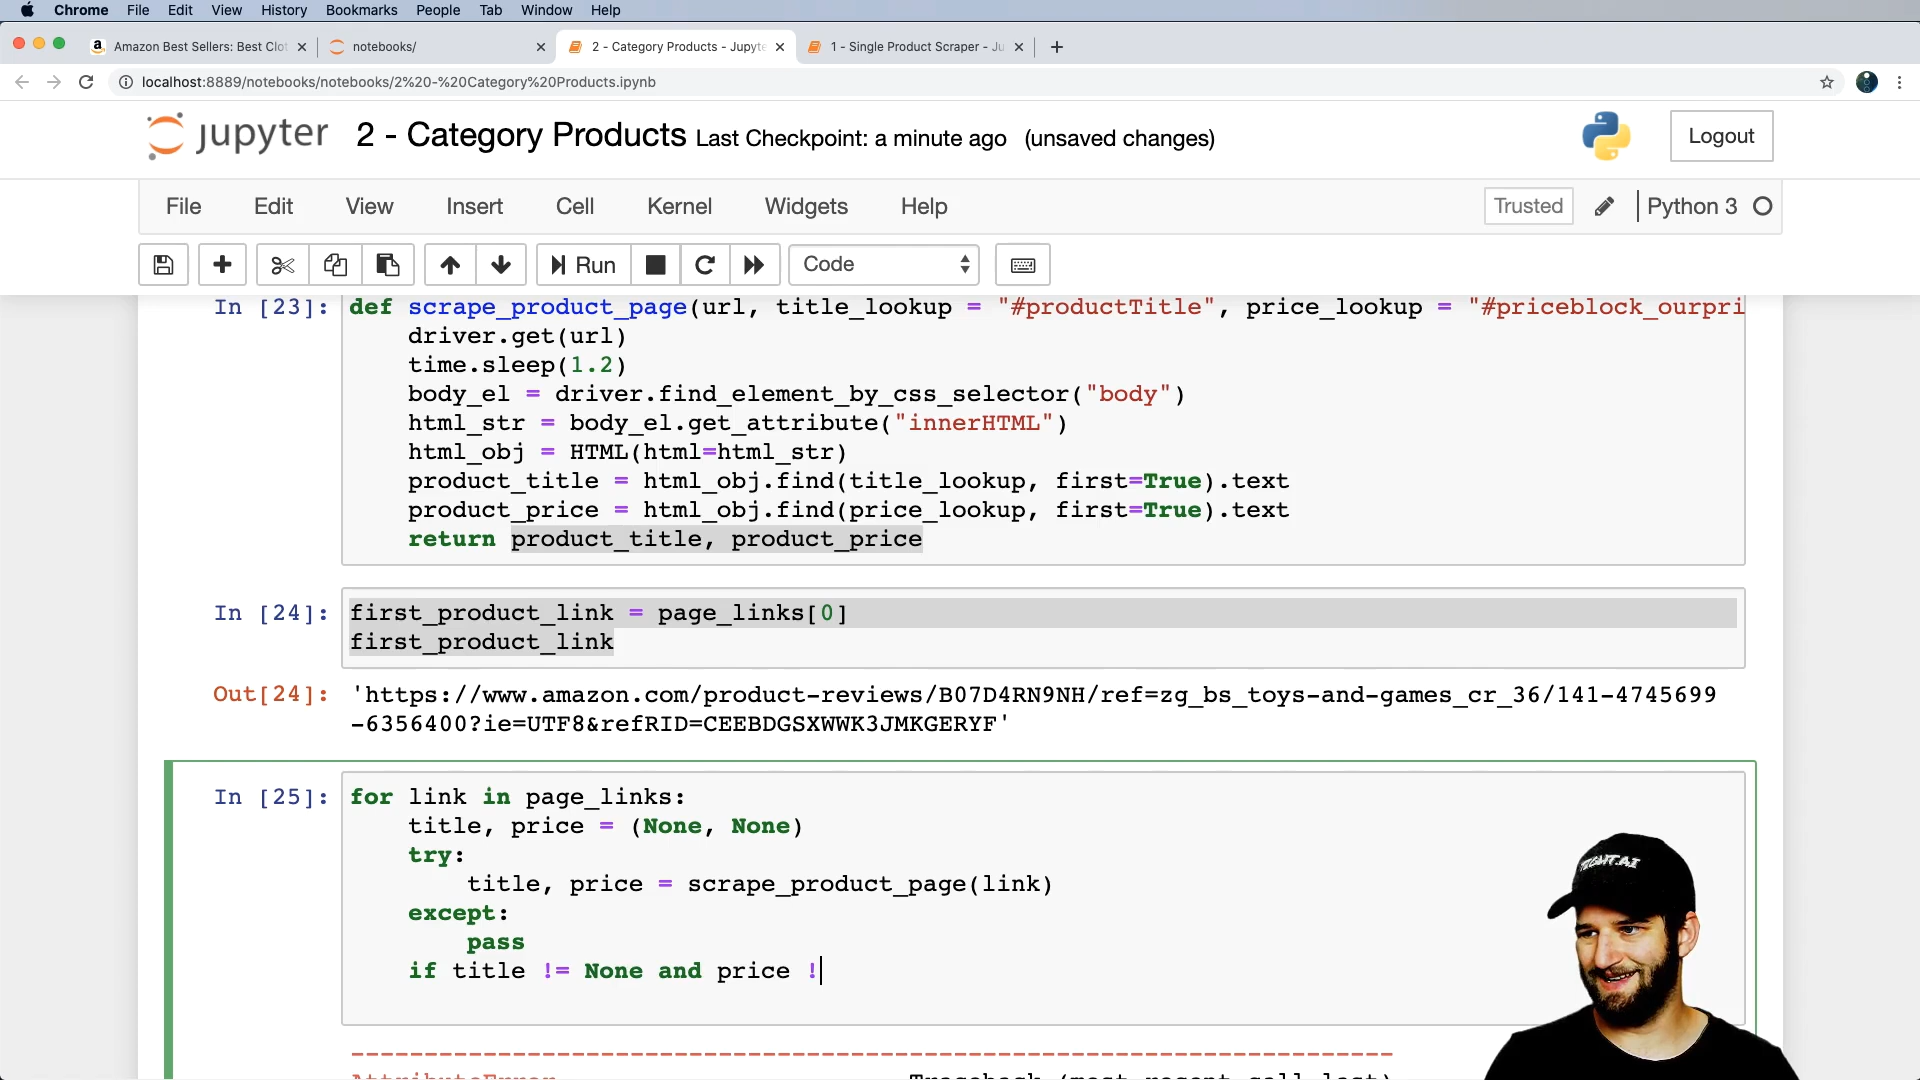 Chrome File Edit View History Bookmarks People Tab Window Help
Amazon Best Sellers: Best Clot
notebooks/
2 - Category Products - Jupyte
1 - Single Product Scraper - Ju
localhost:8889/notebooks/notebooks/2%20-%20Category%20Products.ipynb
jupyter 2 - Category Products Last Checkpoint: a minute ago (unsaved changes)
Logout
File Edit View Insert Cell Kernel Widgets Help
Trusted
Python 3
Run
Code
In [23]: def scrape_product_page(url, title_lookup = "#productTitle", price_lookup = "#priceblock_ourpri
driver.get(url)
time.sleep(1.2)
body_el = driver.find_element_by_css_selector("body")
html_str = body_el.get_attribute("innerHTML")
html_obj = HTML(html=html_str)
product_title = html_obj.find(title_lookup, first=True).text
product_price = html_obj.find(price_lookup, first=True).text
return product_title, product_price
In [24]: first_product_link = page_links[0]
first_product_link
Out[24]: 'https://www.amazon.com/product-reviews/B07D4RN9NH/ref=zg_bs_toys-and-games_cr_36/141-4745699
-6356400?ie=UTF8&refRID=CEEBDGSXWWK3JMKGERYF'
In [25]: for link in page_links:
title, price = (None, None)
try:
title, price = scrape_product_page(link)
except:
pass
if title != None and price !
---------------------------------------------------------------------------
AttributeError Traceback (most recent call last)